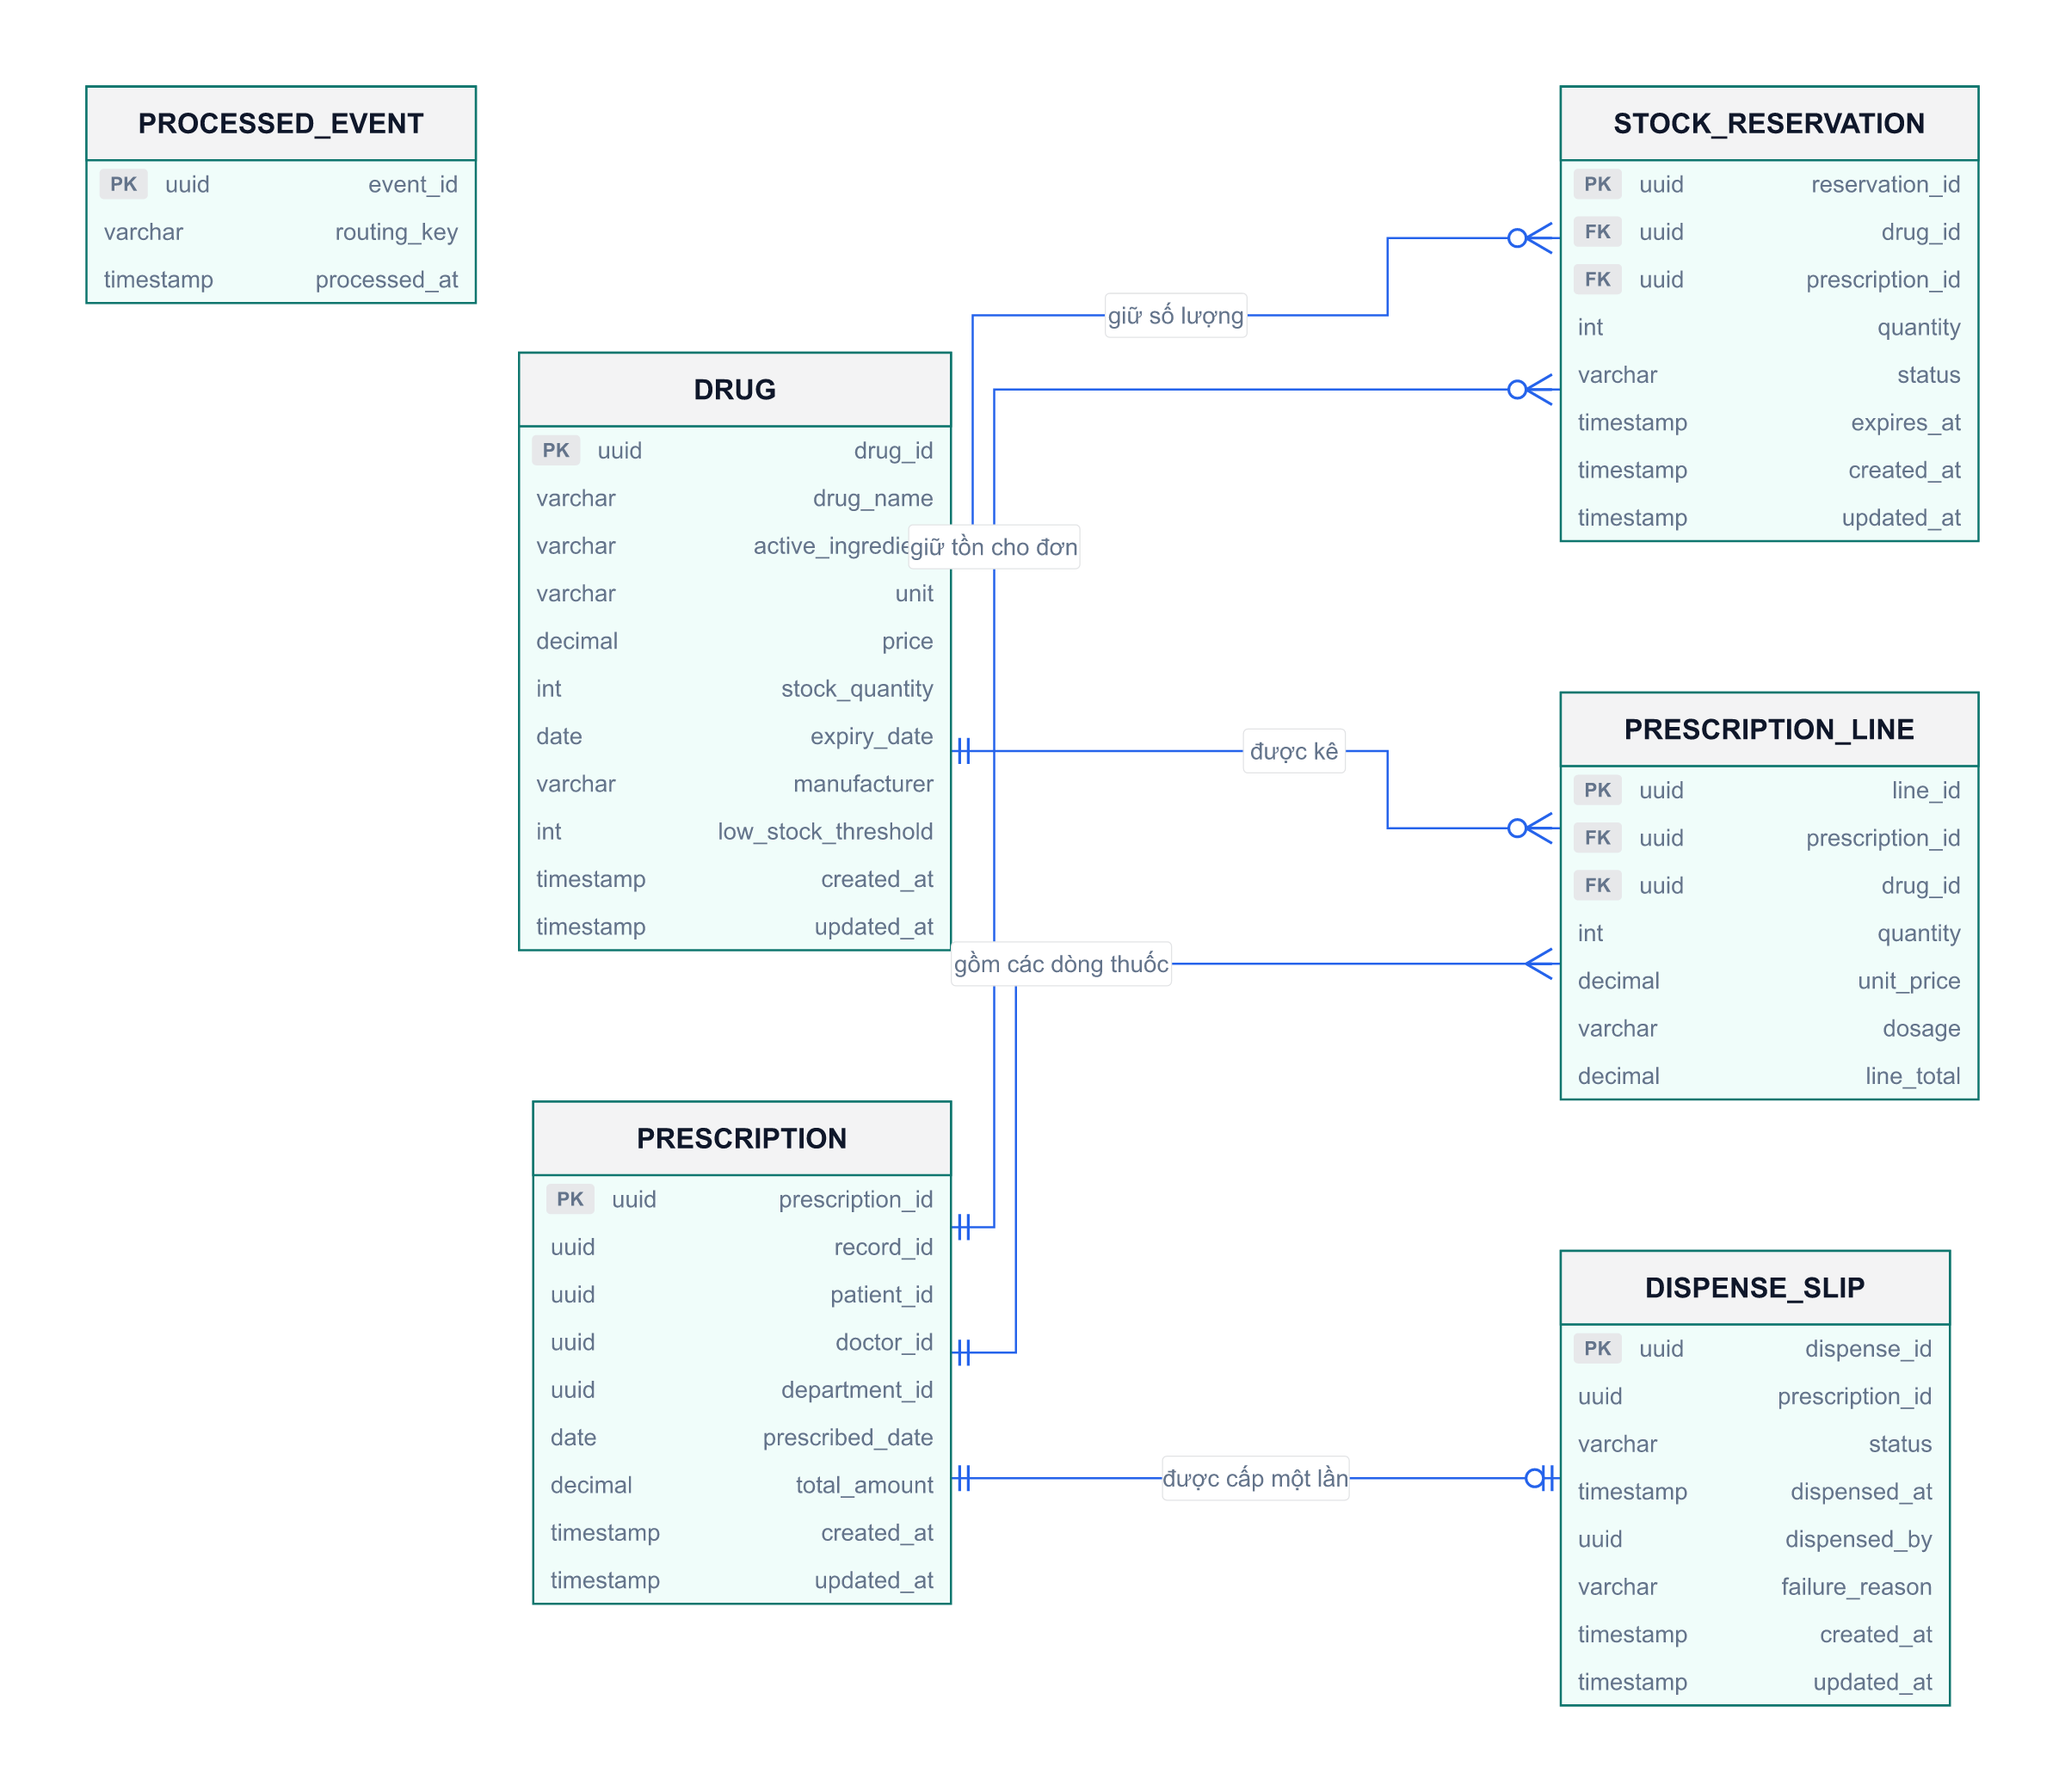 PROCESSED_EVENT
PK uuid event_id
varchar routing_key
timestamp processed_at
STOCK_RESERVATION
PK uuid reservation_id
FK uuid drug_id
FK uuid prescription_id
int quantity
varchar status
timestamp expires_at
timestamp created_at
timestamp updated_at
giữ số lượng
DRUG
PK uuid drug_id
varchar drug_name
varchar active_ingredie
varchar unit
decimal price
int stock_quantity
date expiry_date
varchar manufacturer
int low_stock_threshold
timestamp created_at
timestamp updated_at
giữ tồn cho đơn
được kê
gồm các dòng thuốc
PRESCRIPTION_LINE
PK uuid line_id
FK uuid prescription_id
FK uuid drug_id
int quantity
decimal unit_price
varchar dosage
decimal line_total
PRESCRIPTION
PK uuid prescription_id
uuid record_id
uuid patient_id
uuid doctor_id
uuid department_id
date prescribed_date
decimal total_amount
timestamp created_at
timestamp updated_at
được cấp một lần
DISPENSE_SLIP
PK uuid dispense_id
uuid prescription_id
varchar status
timestamp dispensed_at
uuid dispensed_by
varchar failure_reason
timestamp created_at
timestamp updated_at